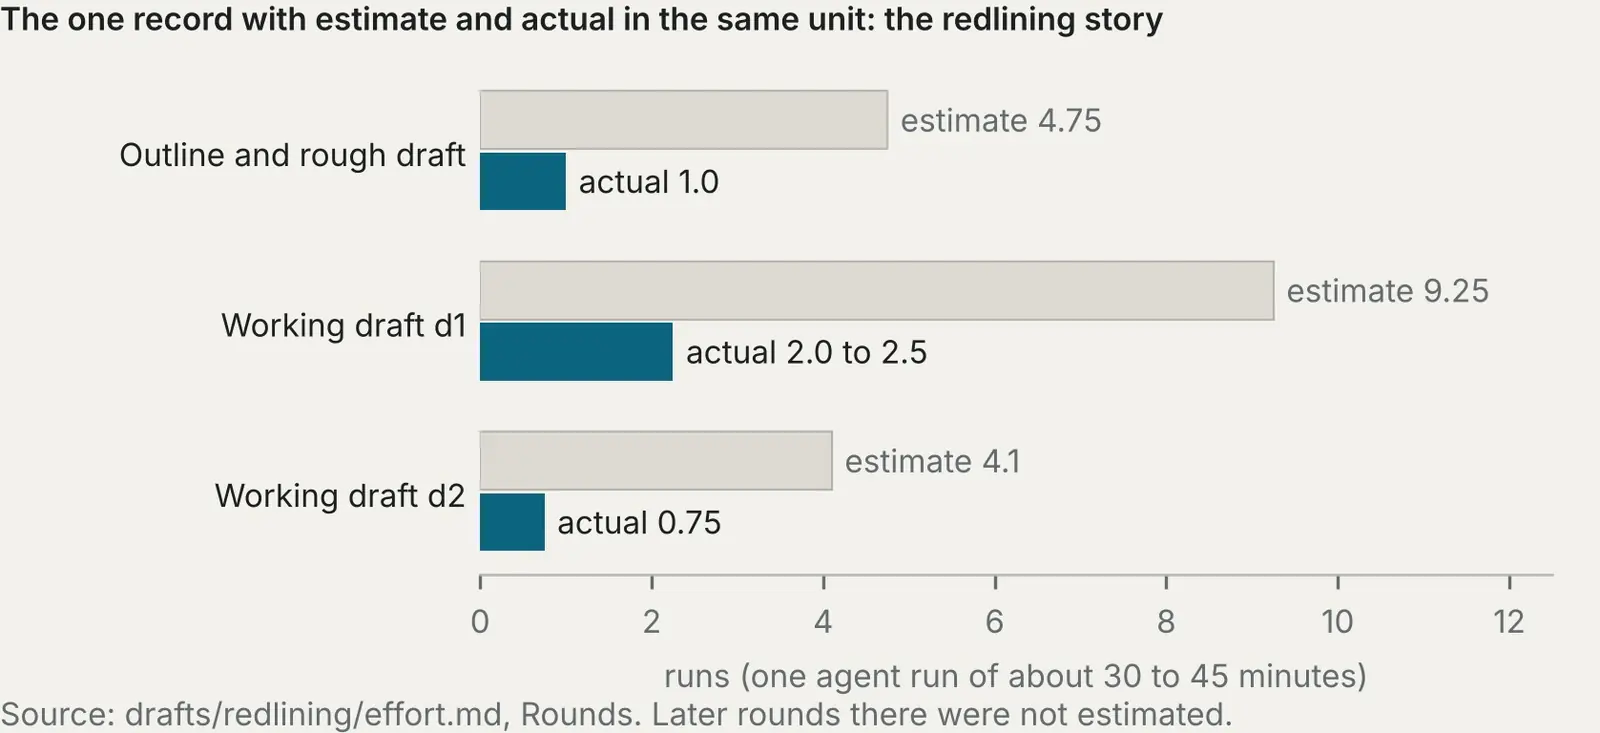 The one record with estimate and actual in the same unit: the redlining story
estimate 4.75
Outline and rough draft
actual 1.0
estimate 9.25
Working draft d1
actual 2.0 to 2.5
estimate 4.1
Working draft d2
actual 0.75
0 2 4 6 8 10 12
runs (one agent run of about 30 to 45 minutes)
Source: drafts/redlining/effort.md, Rounds. Later rounds there were not estimated.